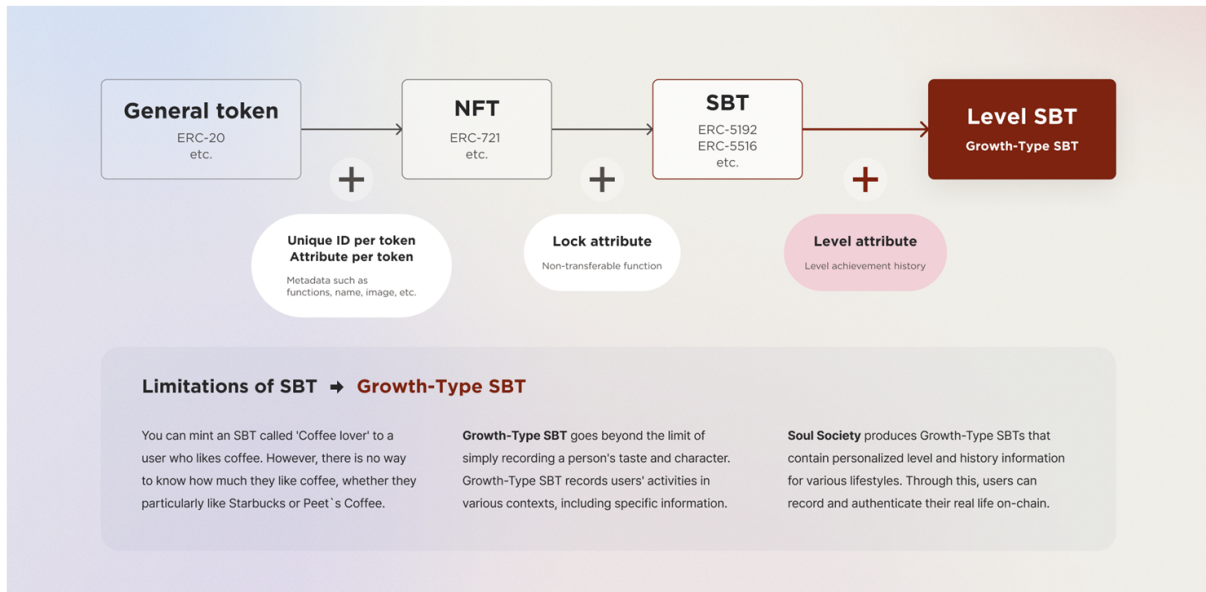 General token
ERC-20
etc.
NFT
ERC-721
etc.
SBT
ERC-5192
ERC-5516
etc.
Level SBT
Growth-Type SBT
Unique ID per token
Attribute per token
Metadata such as
functions, name, image, etc.
Lock attribute
Non-transferable function
Level attribute
Level achievement history
Limitations of SBT → Growth-Type SBT
You can mint an SBT called 'Coffee lover' to a
user who likes coffee. However, there is no way
to know how much they like coffee, whether they
particularly like Starbucks or Peet`s Coffee.
Growth-Type SBT goes beyond the limit of
simply recording a person's taste and character.
Growth-Type SBT records users' activities in
various contexts, including specific information.
Soul Society produces Growth-Type SBTs that
contain personalized level and history information
for various lifestyles. Through this, users can
record and authenticate their real life on-chain.